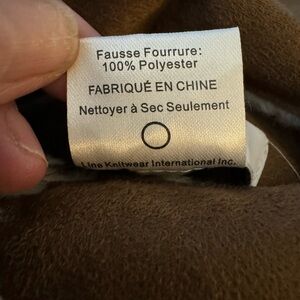 Fausse Fourrure:
100% Polyester
FABRIQUÉ EN CHINE
Nettoyer à Sec Seulement
Line Knitwear International Inc.